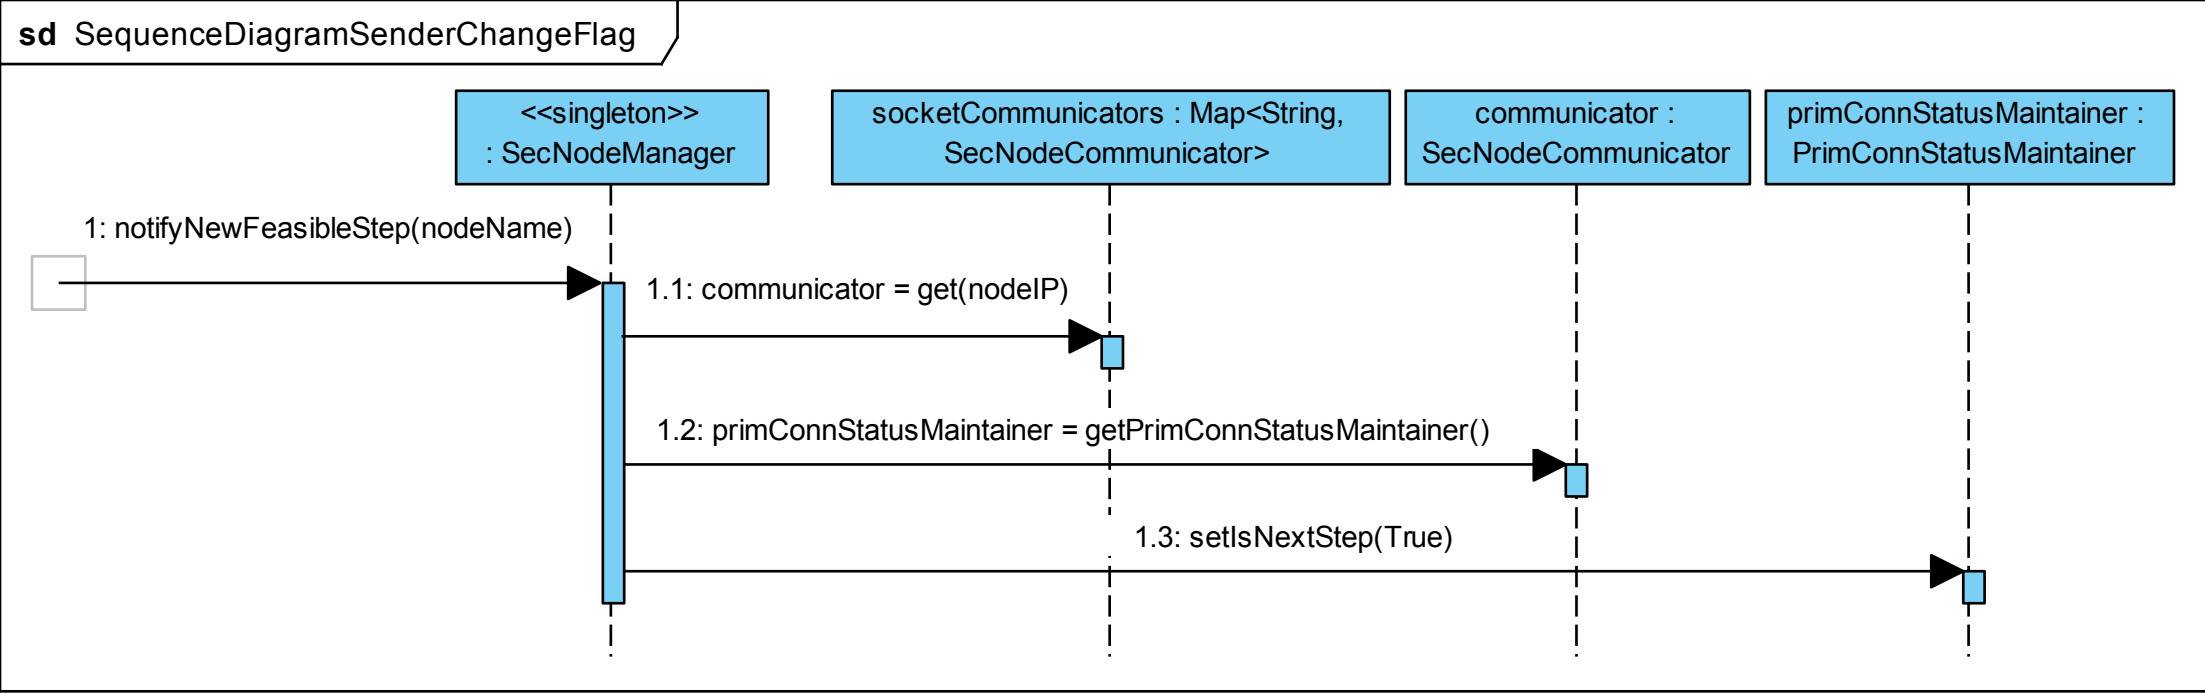 sd SequenceDiagramSenderChangeFlag
<<singleton>>
: SecNodeManager
socketCommunicators : Map<String,
SecNodeCommunicator>
communicator :
SecNodeCommunicator
primConnStatusMaintainer :
PrimConnStatusMaintainer
1: notifyNewFeasibleStep(nodeName)
1.1: communicator = get(nodeIP)
1.2: primConnStatusMaintainer = getPrimConnStatusMaintainer()
1.3: setIsNextStep(True)